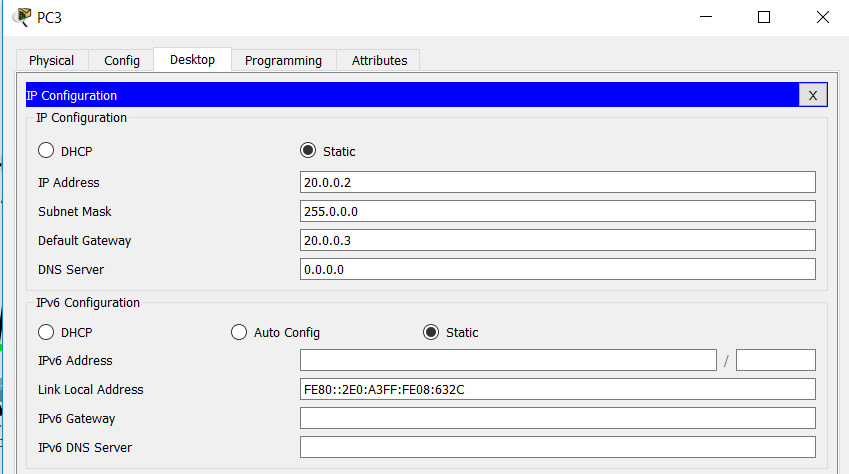 PC3
Physical Config Desktop Programming Attributes
IP Configuration X
IP Configuration
DHCP Static
IP Address 20.0.0.2
Subnet Mask 255.0.0.0
Default Gateway 20.0.0.3
DNS Server 0.0.0.0
IPv6 Configuration
DHCP Auto Config Static
IPv6 Address /
Link Local Address FE80::2E0:A3FF:FE08:632C
IPv6 Gateway
IPv6 DNS Server